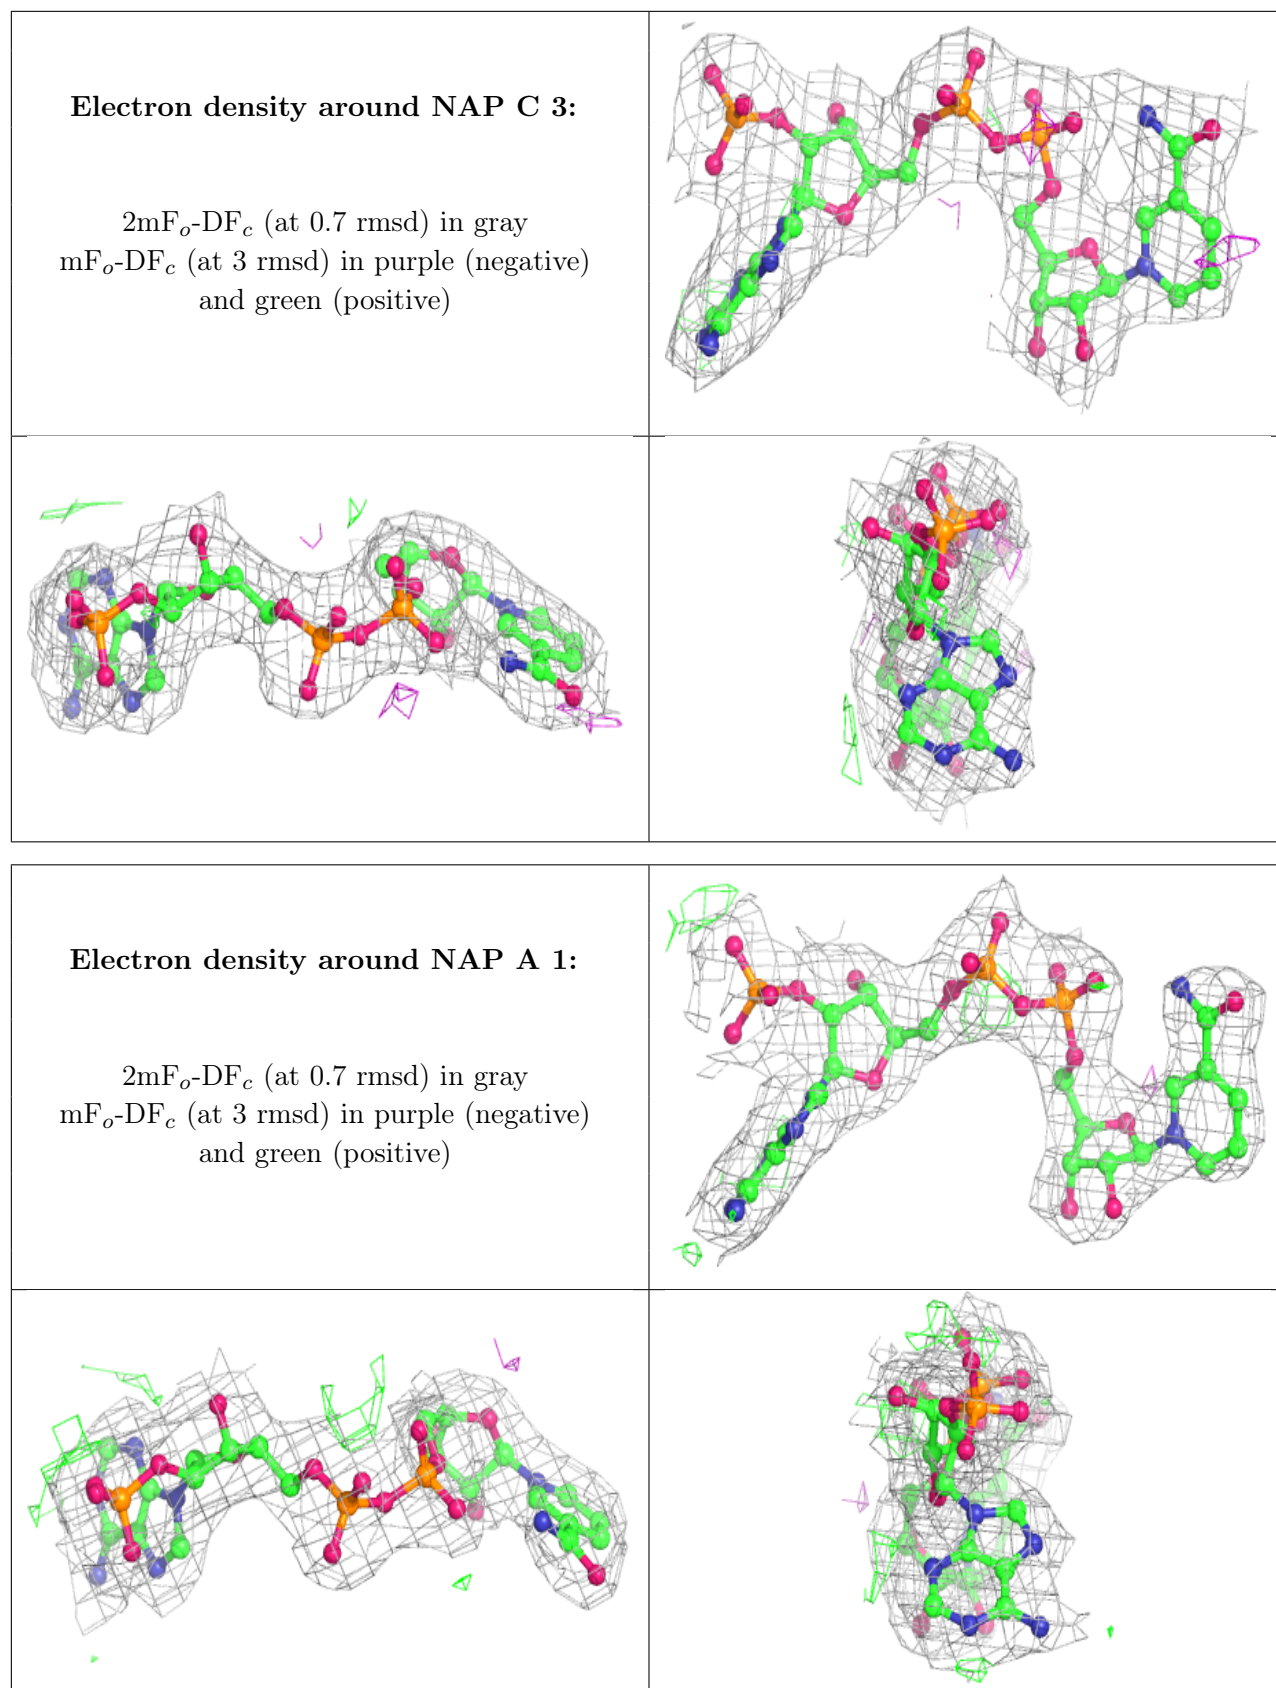 Electron density around NAP C 3:
2mFo-DFc (at 0.7 rmsd) in gray
mFo-DFc (at 3 rmsd) in purple (negative)
and green (positive)
Electron density around NAP A 1:
2mFo-DFc (at 0.7 rmsd) in gray
mFo-DFc (at 3 rmsd) in purple (negative)
and green (positive)